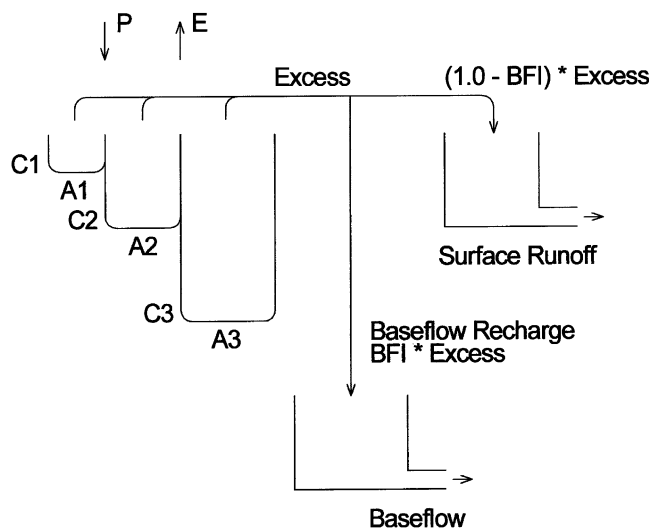 P
E
Excess
(1.0 - BFI) * Excess
C1
A1
C2
A2
C3
A3
Surface Runoff
Baseflow Recharge
BFI * Excess
Baseflow